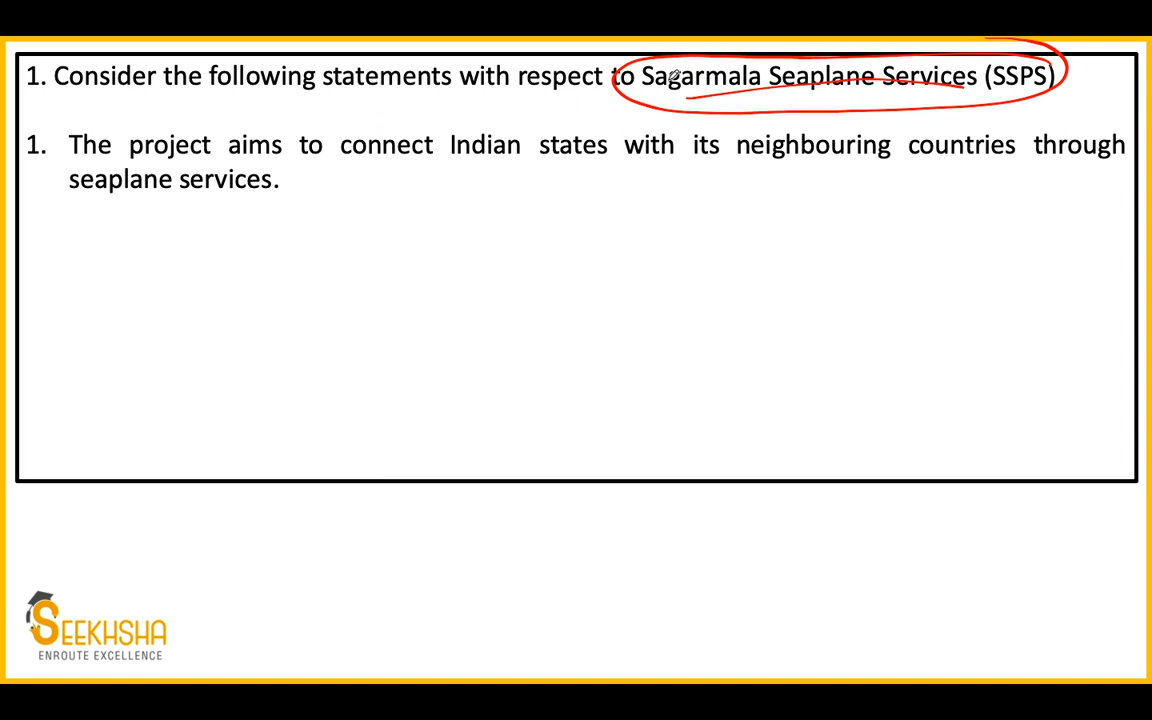 1. Consider the following statements with respect to Sagarmala Seaplane Services (SSPS)
1. The project aims to connect Indian states with its neighbouring countries through
seaplane services.
SEEKHSHA
ENROUTE EXCELLENCE